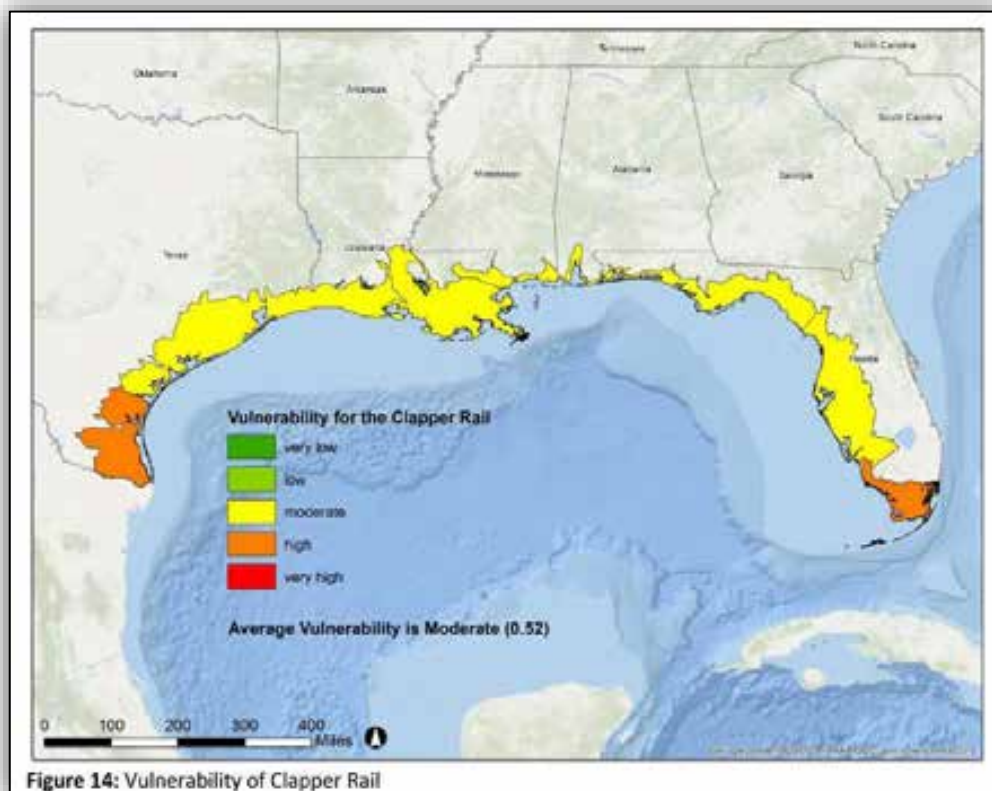 Tennessee
North Carolina
Oklahoma
Arkansas
South Carolina
Mississippi
Alabama
Georgia
Louisiana
Texas
Florida
Vulnerability for the Clapper Rail
very low
low
moderate
high
very high
Average Vulnerability is Moderate (0.52)
0 100 200 300 400
Miles
Figure 14: Vulnerability of Clapper Rail